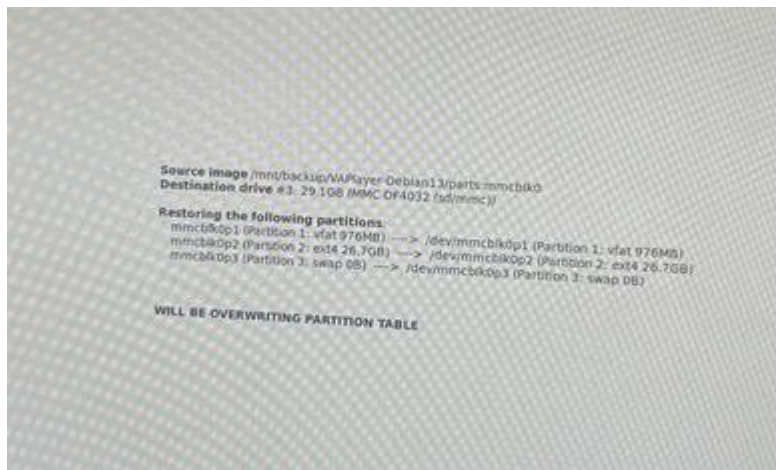 Source image /mnt/backup/VAPlayer-Debian13/parts:mmcblk0
Destination drive #3: 29.1GB (MMC DF4032 (sd/mmc))
Restoring the following partitions:
mmcblk0p1 (Partition 1: vfat 976MB) ----> /dev/mmcblk0p1 (Partition 1: vfat 976MB)
mmcblk0p2 (Partition 2: ext4 26.7GB) ----> /dev/mmcblk0p2 (Partition 2: ext4 26.7GB)
mmcblk0p3 (Partition 3: swap 0B) ----> /dev/mmcblk0p3 (Partition 3: swap 0B)
WILL BE OVERWRITING PARTITION TABLE